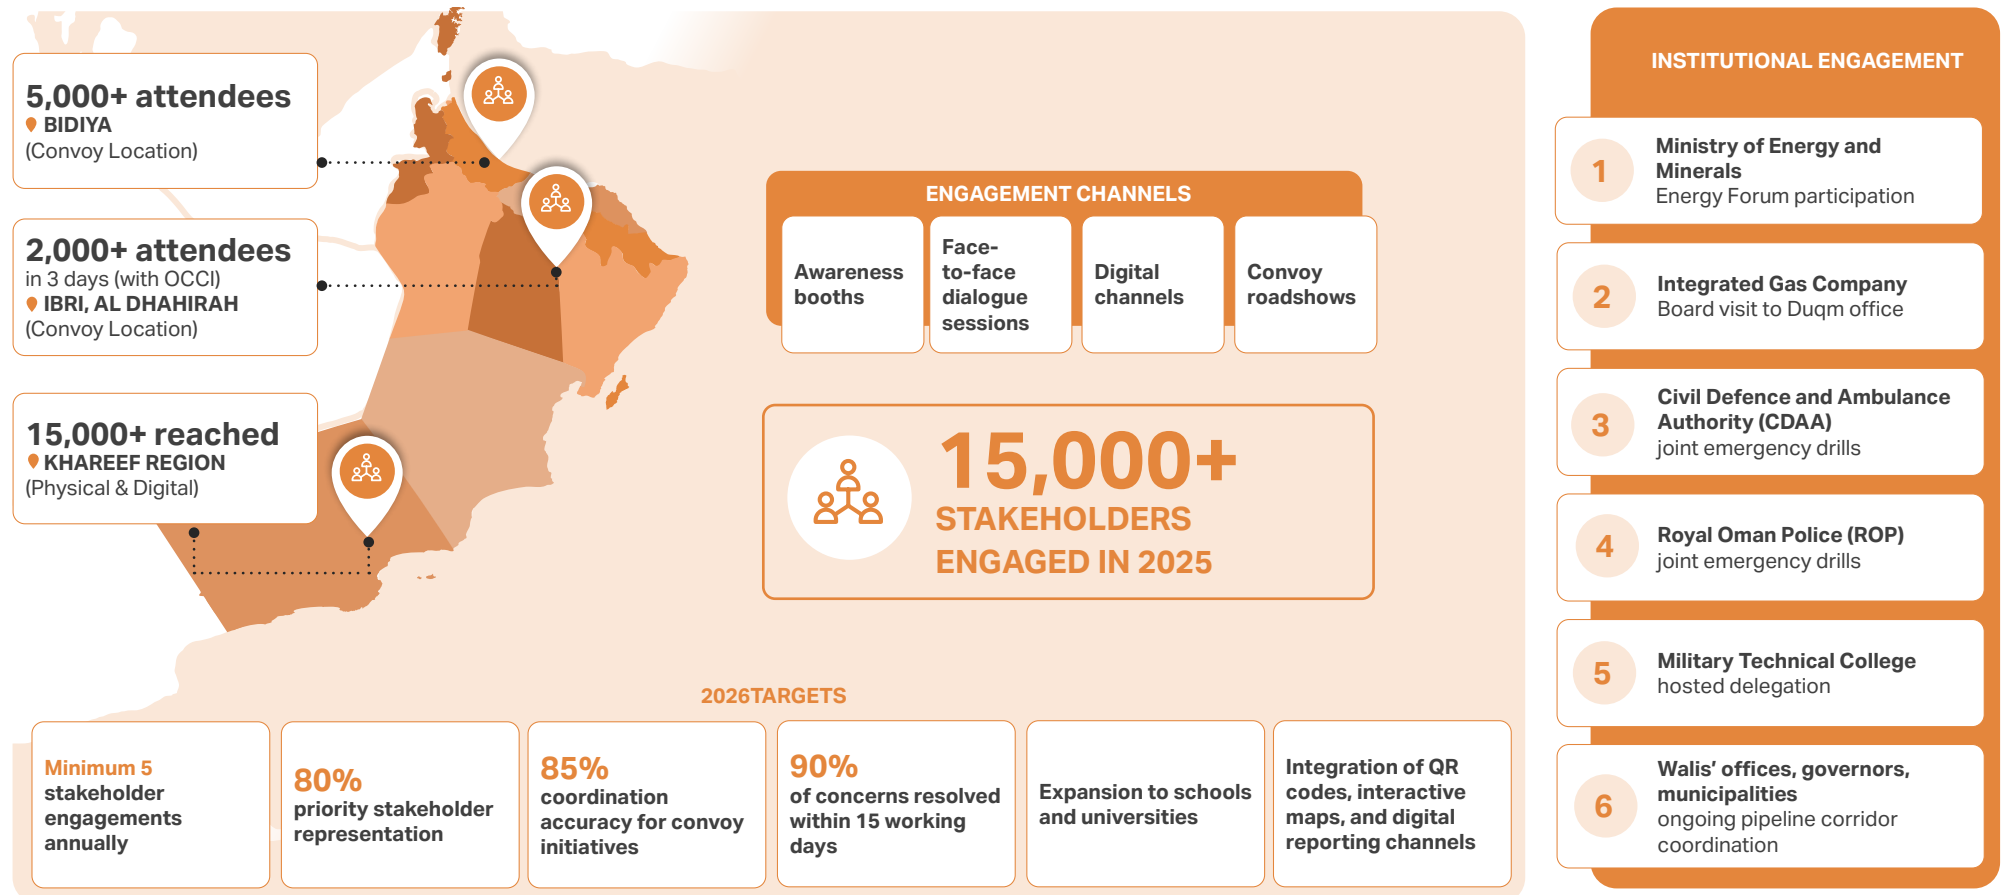 5,000+ attendees
BIDIYA
(Convoy Location)
2,000+ attendees
in 3 days (with OCCI)
IBRI, AL DHAHIRAH
(Convoy Location)
15,000+ reached
KHAREEF REGION
(Physical & Digital)
ENGAGEMENT CHANNELS
Awareness
booths
Face-
to-face
dialogue
sessions
Digital
channels
Convoy
roadshows
15,000+
STAKEHOLDERS
ENGAGED IN 2025
2026TARGETS
Minimum 5
stakeholder
engagements
annually
80%
priority stakeholder
representation
85%
coordination
accuracy for convoy
initiatives
90%
of concerns resolved
within 15 working
days
Expansion to schools
and universities
Integration of QR
codes, interactive
maps, and digital
reporting channels
INSTITUTIONAL ENGAGEMENT
1
Ministry of Energy and
Minerals
Energy Forum participation
2
Integrated Gas Company
Board visit to Duqm office
3
Civil Defence and Ambulance
Authority (CDAA)
joint emergency drills
4
Royal Oman Police (ROP)
joint emergency drills
5
Military Technical College
hosted delegation
6
Walis’ offices, governors,
municipalities
ongoing pipeline corridor
coordination